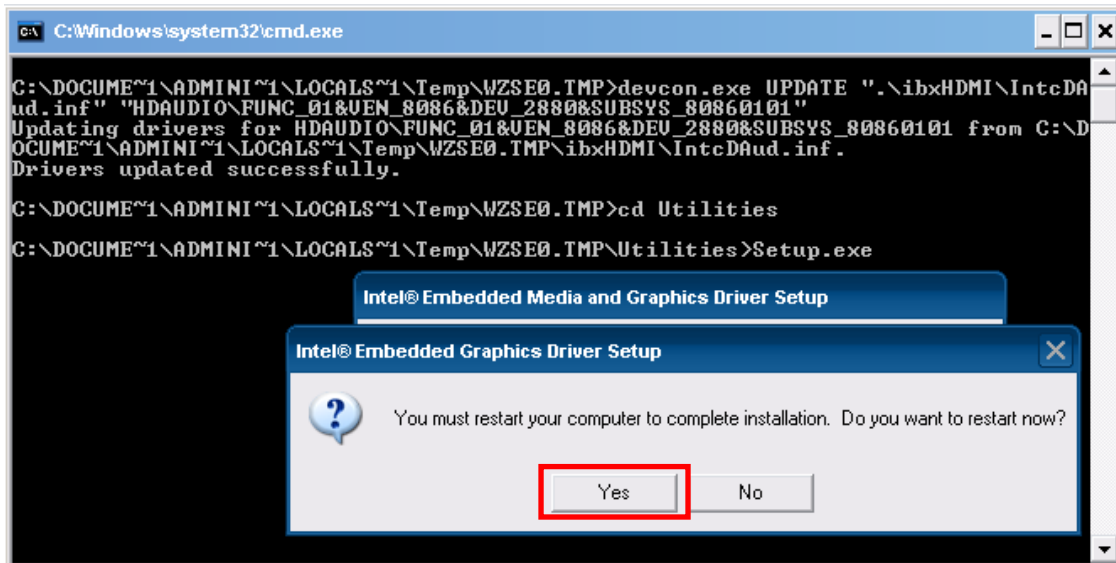 C:\Windows\system32\cmd.exe
C:\DOCUME~1\ADMINI~1\LOCALS~1\Temp\WZSE0.TMP>devcon.exe UPDATE ".\ibxHDMI\IntcDA
ud.inf" "HDAUDIO\FUNC_01&VEN_8086&DEV_2880&SUBSYS_80860101"
Updating drivers for HDAUDIO\FUNC_01&VEN_8086&DEV_2880&SUBSYS_80860101 from C:\D
OCUME~1\ADMINI~1\LOCALS~1\Temp\WZSE0.TMP\ibxHDMI\IntcDAud.inf.
Drivers updated successfully.
C:\DOCUME~1\ADMINI~1\LOCALS~1\Temp\WZSE0.TMP>cd Utilities
C:\DOCUME~1\ADMINI~1\LOCALS~1\Temp\WZSE0.TMP\Utilities>Setup.exe
Intel® Embedded Media and Graphics Driver Setup
Intel® Embedded Graphics Driver Setup
You must restart your computer to complete installation. Do you want to restart now?
Yes No